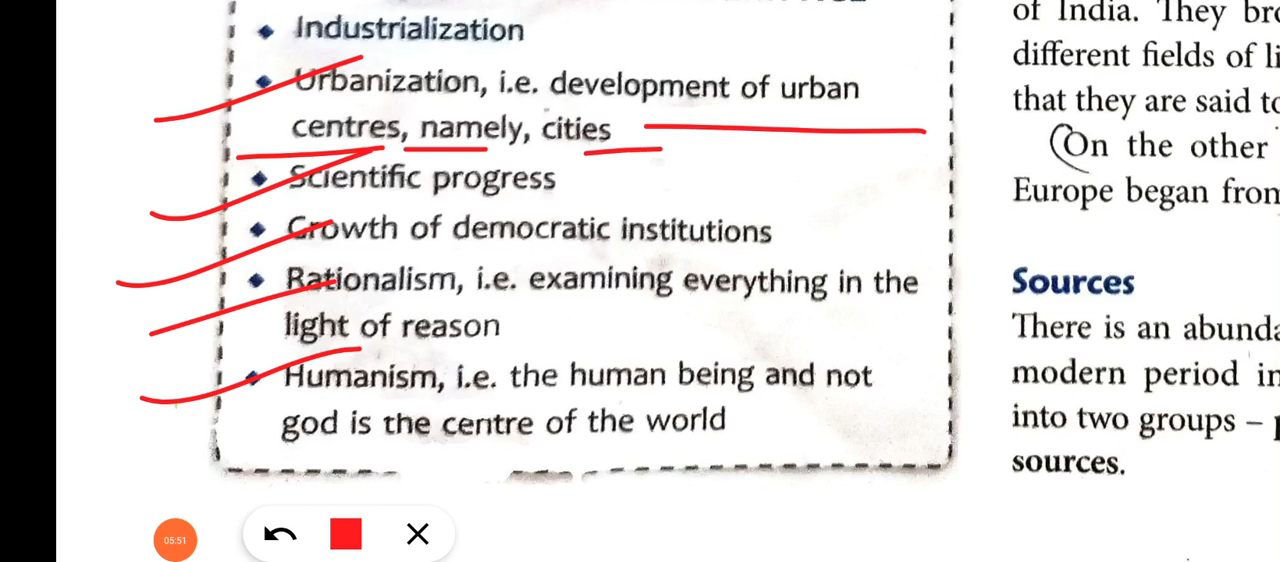 Industrialization
Urbanization, i.e. development of urban
centres, namely, cities
Scientific progress
Growth of democratic institutions
Rationalism, i.e. examining everything in the
light of reason
Humanism, i.e. the human being and not
god is the centre of the world
of India. They
different fields of
that they are said
On the other
Europe began
Sources
There is an
modern period
into two groups –
sources.
05:51